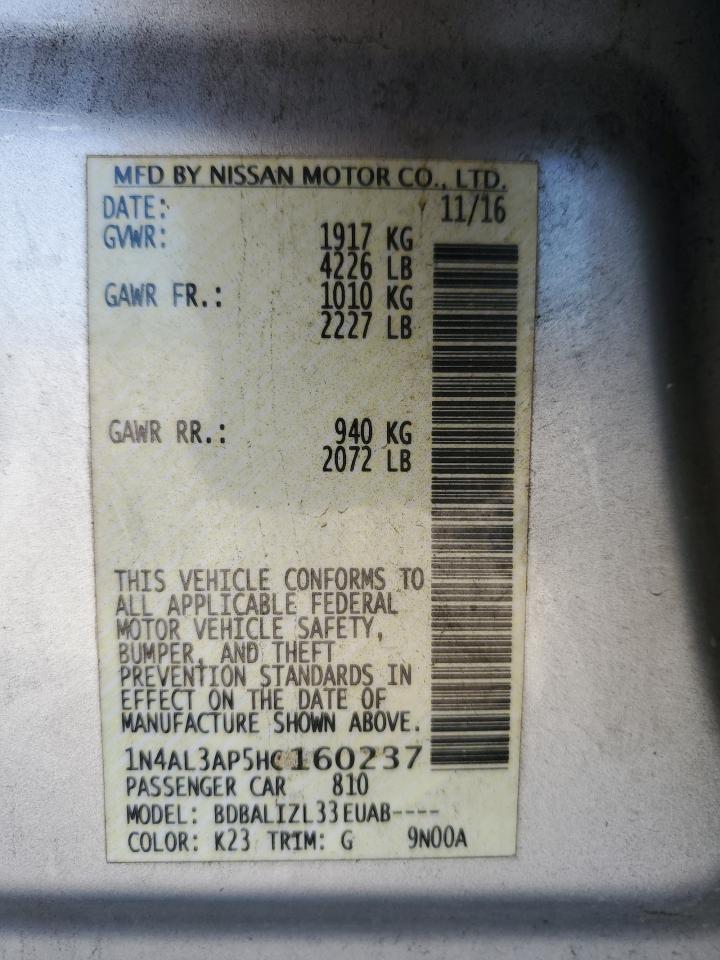 MFD BY NISSAN MOTOR CO., LTD.
DATE: 11/16
GVWR: 1917 KG
4226 LB
GAWR FR.: 1010 KG
2227 LB
GAWR RR.: 940 KG
2072 LB
THIS VEHICLE CONFORMS TO
ALL APPLICABLE FEDERAL
MOTOR VEHICLE SAFETY,
BUMPER, AND THEFT
PREVENTION STANDARDS IN
EFFECT ON THE DATE OF
MANUFACTURE SHOWN ABOVE.
1N4AL3AP5HC160237
PASSENGER CAR 810
MODEL: BDBALIZL33EUAB----
COLOR: K23 TRIM: G 9N00A